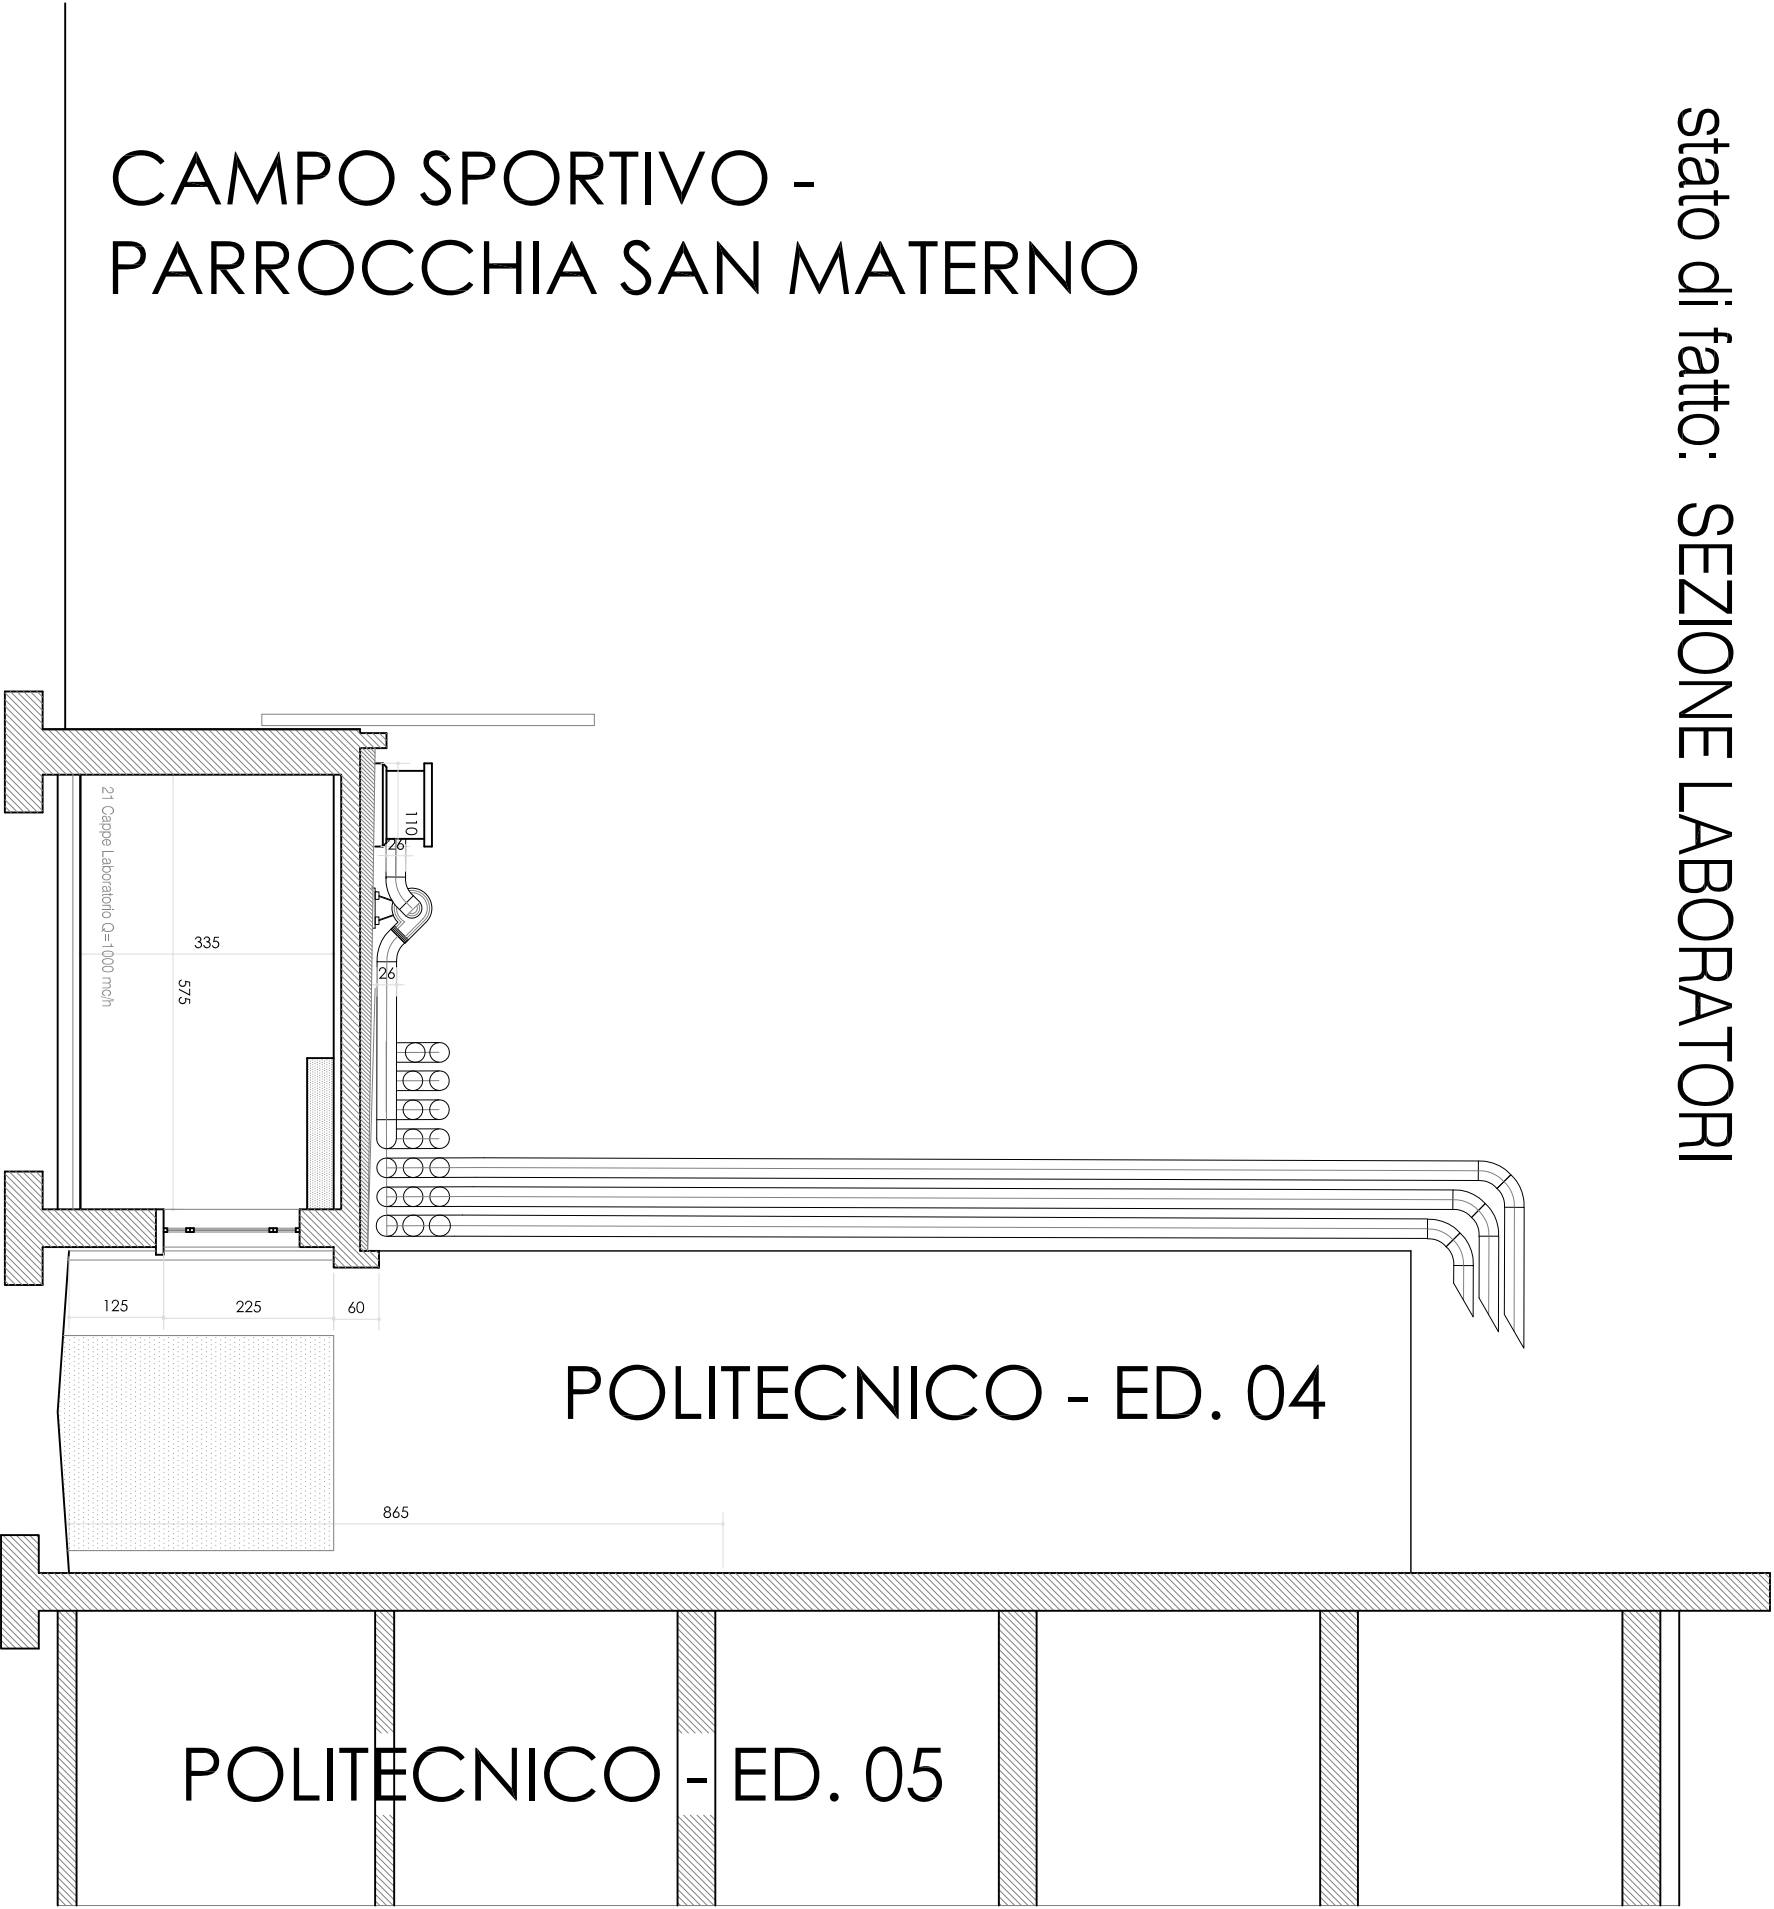 stato di fatto: SEZIONE LABORATORI
CAMPO SPORTIVO -
PARROCCHIA SAN MATERNO
110
26
21 Cappe Laboratorio Q=1000 mc/h
335
575
26
125
225
60
POLITECNICO - ED. 04
865
POLITECNICO - ED. 05